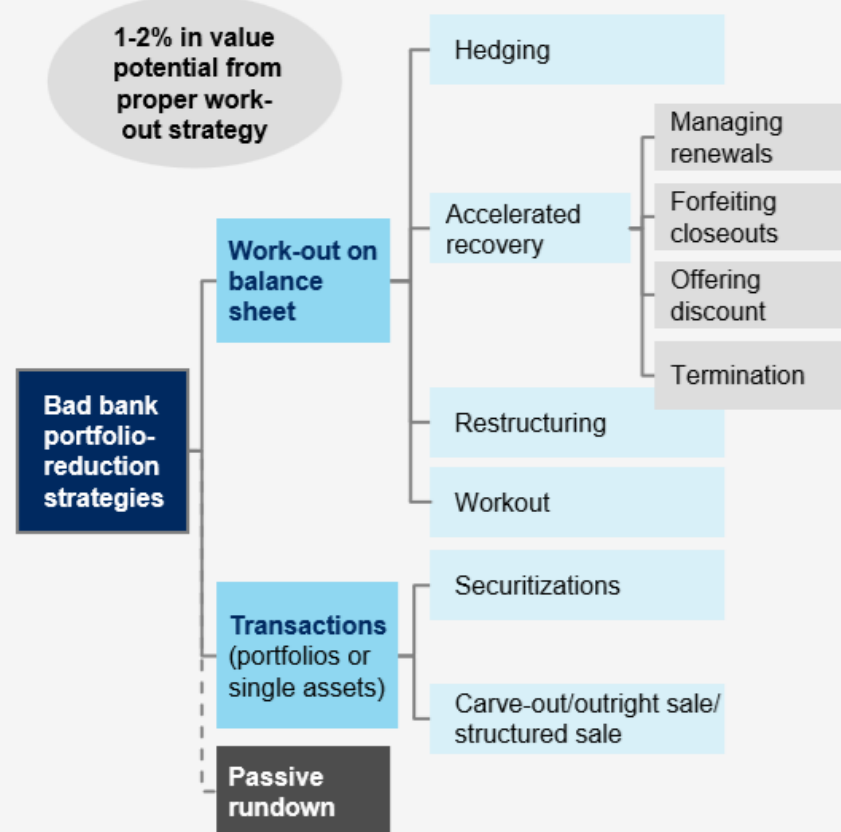 1-2% in value
potential from
proper work-
out strategy
Bad bank
portfolio-
reduction
strategies
Work-out on
balance
sheet
Hedging
Accelerated
recovery
Managing
renewals
Forfeiting
closeouts
Offering
discount
Termination
Restructuring
Workout
Transactions
(portfolios or
single assets)
Securitizations
Carve-out/outright sale/
structured sale
Passive
rundown